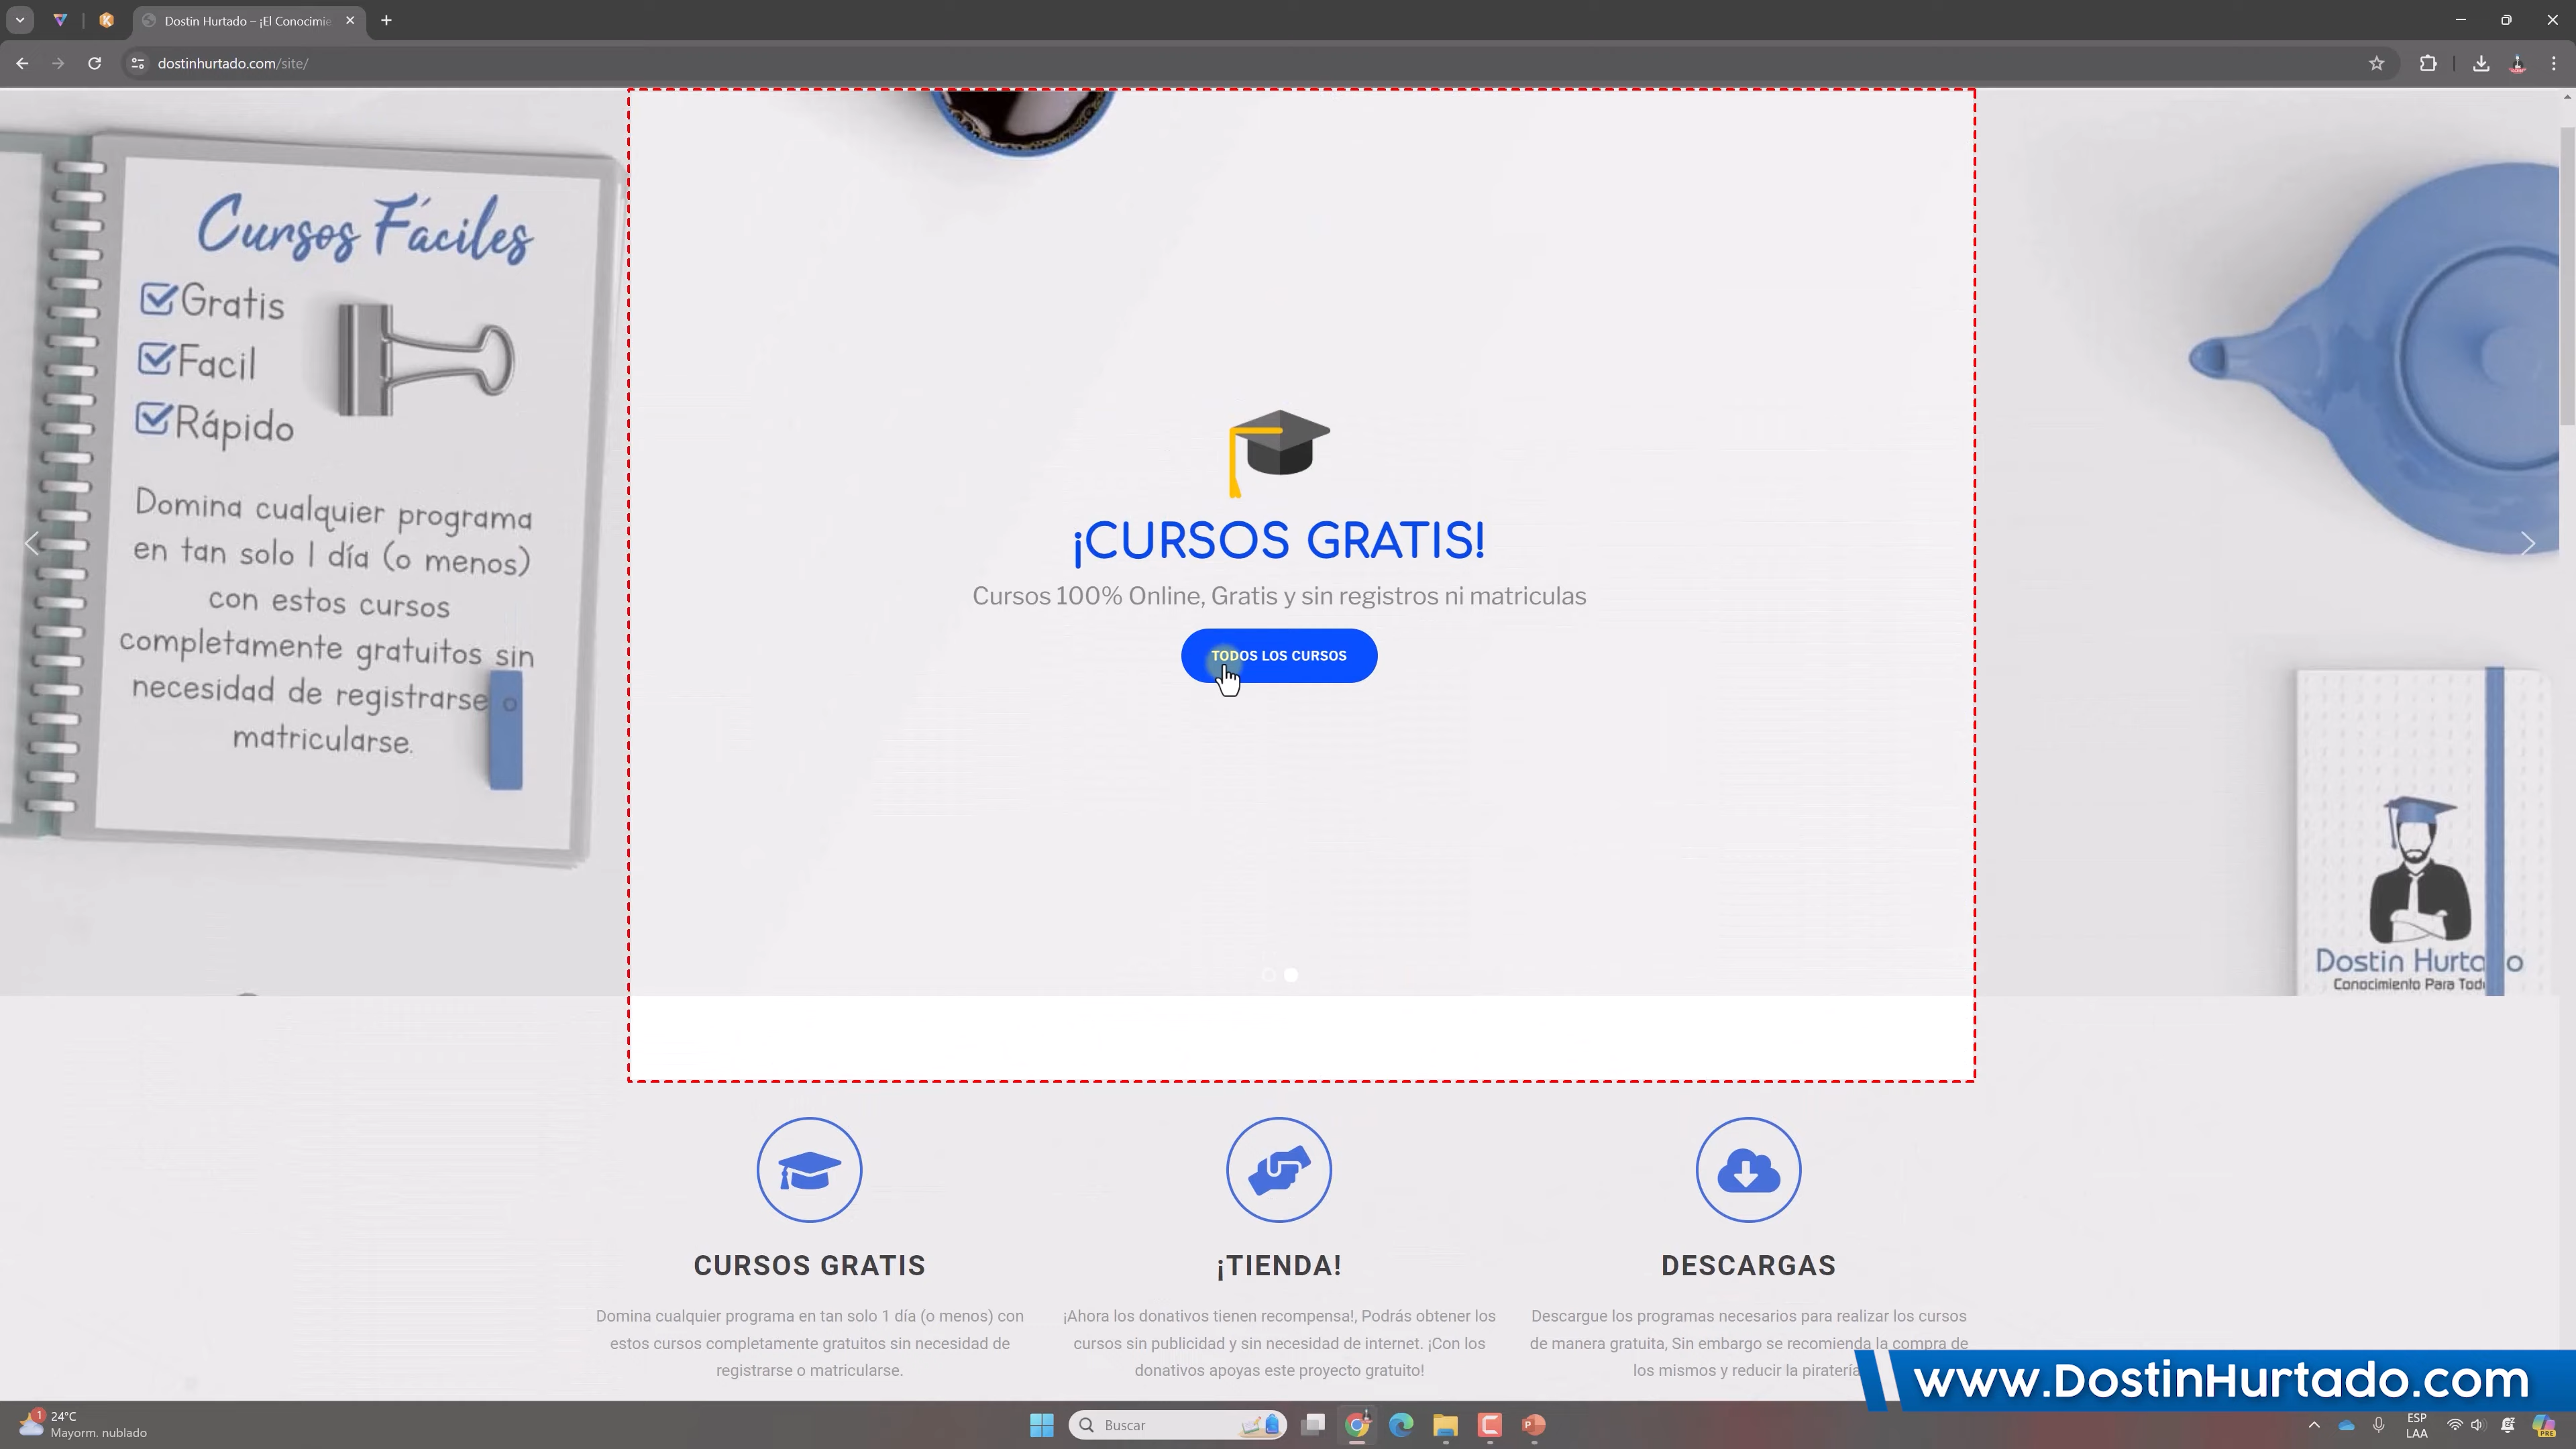 Dostin Hurtado – ¡El Conocimie
dostinhurtado.com/site/
Cursos Fáciles
Gratis
Facil
Rápido
Domina cualquier programa
en tan solo 1 día (o menos)
con estos cursos
completamente gratuitos sin
necesidad de registrarse o
matricularse.
¡CURSOS GRATIS!
Cursos 100% Online, Gratis y sin registros ni matriculas
TODOS LOS CURSOS
Dostin Hurtado
Conocimiento Para Tod
CURSOS GRATIS
Domina cualquier programa en tan solo 1 día (o menos) con
estos cursos completamente gratuitos sin necesidad de
registrarse o matricularse.
¡TIENDA!
¡Ahora los donativos tienen recompensa!, Podrás obtener los
cursos sin publicidad y sin necesidad de internet. ¡Con los
donativos apoyas este proyecto gratuito!
DESCARGAS
Descargue los programas necesarios para realizar los cursos
de manera gratuita, Sin embargo se recomienda la compra de
los mismos y reducir la piratería
www.DostinHurtado.com
1
24°C
Mayorm. nublado
Buscar
ESP
LAA
PRE